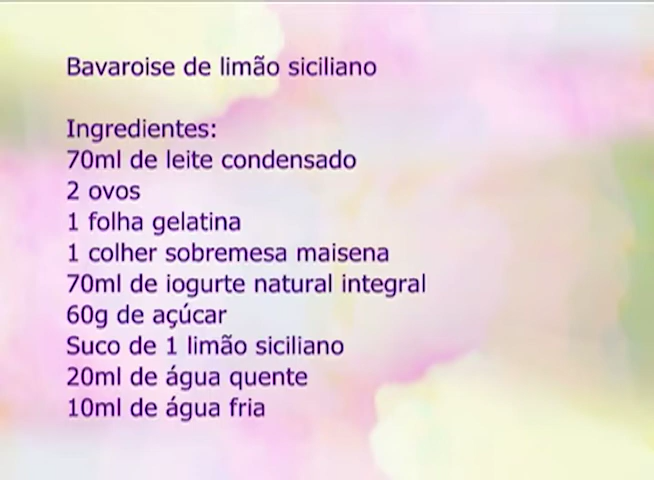 Bavaroise de limão siciliano
Ingredientes:
70ml de leite condensado
2 ovos
1 folha gelatina
1 colher sobremesa maisena
70ml de iogurte natural integral
60g de açúcar
Suco de 1 limão siciliano
20ml de água quente
10ml de água fria